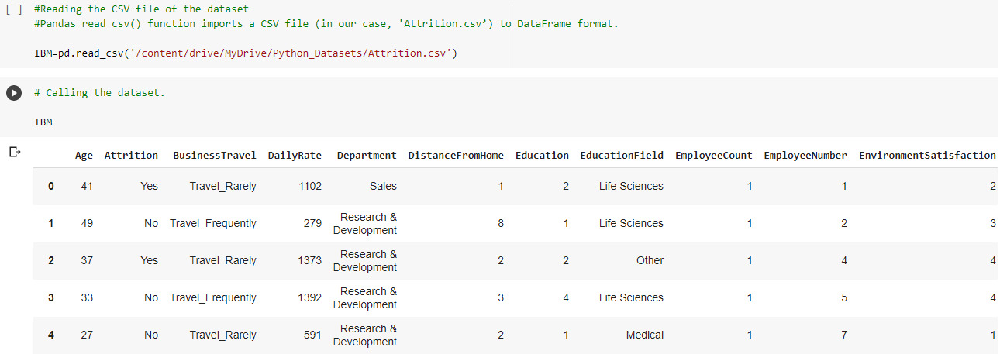 [ ] #Reading the CSV file of the dataset
#Pandas read_csv() function imports a CSV file (in our case, 'Attrition.csv’) to DataFrame format.
IBM=pd.read_csv('/content/drive/MyDrive/Python_Datasets/Attrition.csv')
# Calling the dataset.
IBM
Age Attrition BusinessTravel DailyRate Department DistanceFromHome Education EducationField EmployeeCount EmployeeNumber EnvironmentSatisfaction
0 41 Yes Travel_Rarely 1102 Sales 1 2 Life Sciences 1 1 2
1 49 No Travel_Frequently 279 Research & Development 8 1 Life Sciences 1 2 3
2 37 Yes Travel_Rarely 1373 Research & Development 2 2 Other 1 4 4
3 33 No Travel_Frequently 1392 Research & Development 3 4 Life Sciences 1 5 4
4 27 No Travel_Rarely 591 Research & Development 2 1 Medical 1 7 1